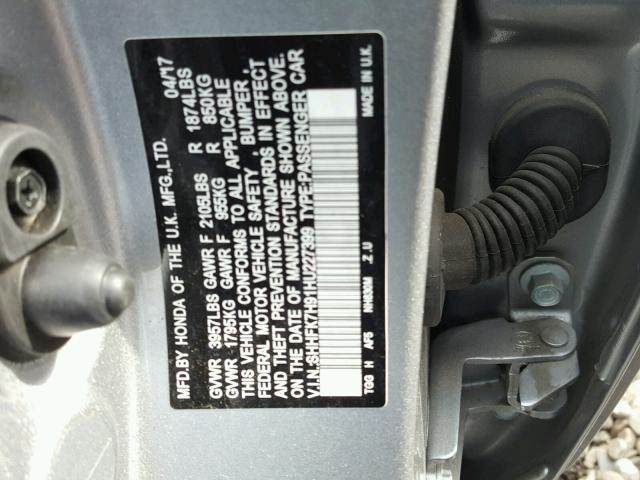 MFD.BY HONDA OF THE U.K. MFG.,LTD. 04/17
GVWR 3957LBS GAWR F 2105LBS R 1874LBS
GVWR 1795KG GAWR F 955KG R 850KG
THIS VEHICLE CONFORMS TO ALL APPLICABLE
FEDERAL MOTOR VEHICLE SAFETY, BUMPER,
AND THEFT PREVENTION STANDARDS IN EFFECT
ON THE DATE OF MANUFACTURE SHOWN ABOVE.
V.I.N.:SHHFK7H91HU227399 TYPE:PASSENGER CAR
TGG H AF5 NH830M Z U MADE IN U.K.